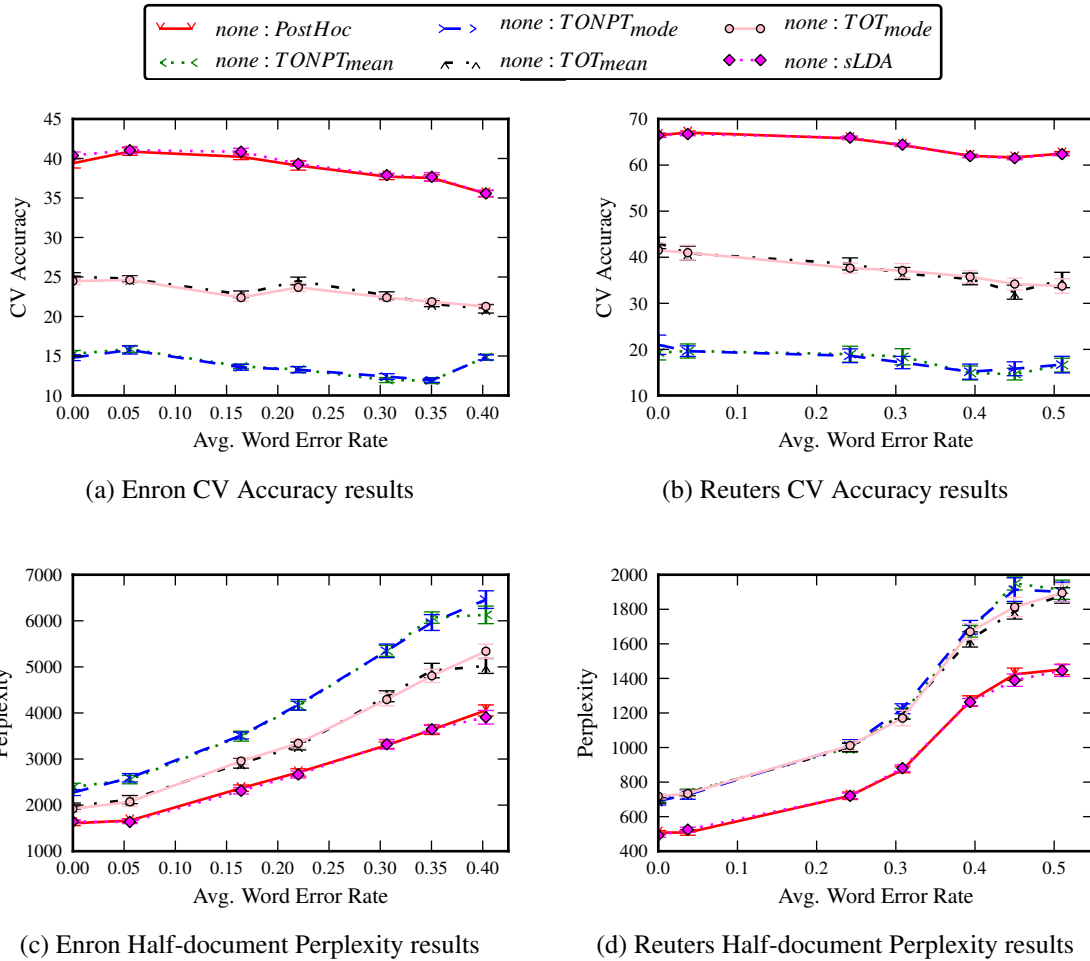 none : PostHoc none : TONPTmode none : TOTmode
none : TONPTmean none : TOTmean none : sLDA
45
40
35
30
25
20
15
10
CV Accuracy
0.00 0.05 0.10 0.15 0.20 0.25 0.30 0.35 0.40
Avg. Word Error Rate
(a) Enron CV Accuracy results
70
60
50
40
30
20
10
CV Accuracy
0.0 0.1 0.2 0.3 0.4 0.5
Avg. Word Error Rate
(b) Reuters CV Accuracy results
7000
6000
5000
4000
3000
2000
1000
Perplexity
0.00 0.05 0.10 0.15 0.20 0.25 0.30 0.35 0.40
Avg. Word Error Rate
(c) Enron Half-document Perplexity results
2000
1800
1600
1400
1200
1000
800
600
400
Perplexity
0.0 0.1 0.2 0.3 0.4 0.5
Avg. Word Error Rate
(d) Reuters Half-document Perplexity results